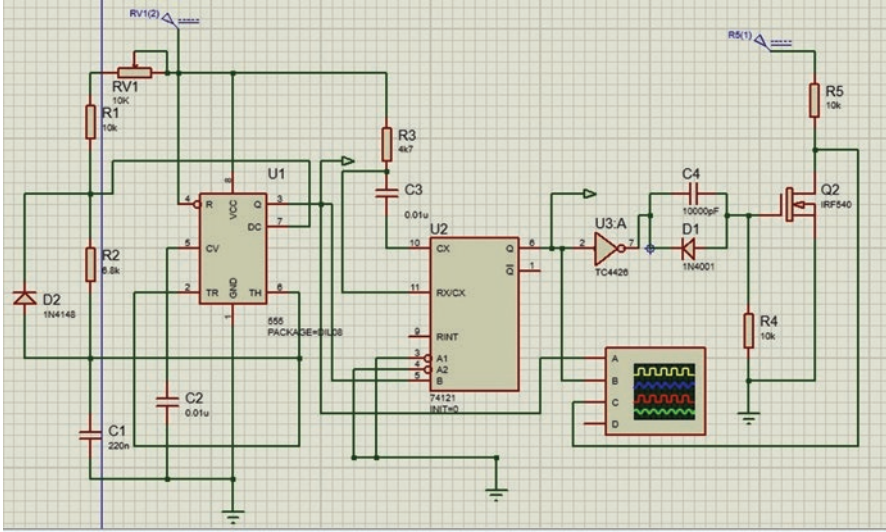 RV1(2)
R5(1)
RV1
10K
R1
10k
R5
10k
R3
4k7
U1
8
C4
10000pF
Q2
IRF540
C3
0.01u
U2
4
R
VCC
Q
3
DC
7
U3:A
10
CX
Q
6
2
7
D1
1N4001
TC4426
5
CV
R2
6.8k
Q
1
D2
1N4148
2
TR
GND
TH
6
11
RX/CX
1
555
PACKAGE=DIL08
R4
10k
9
RINT
3
A1
4
A2
5
B
A
B
C
D
74121
INIT=0
C2
0.01u
C1
220n